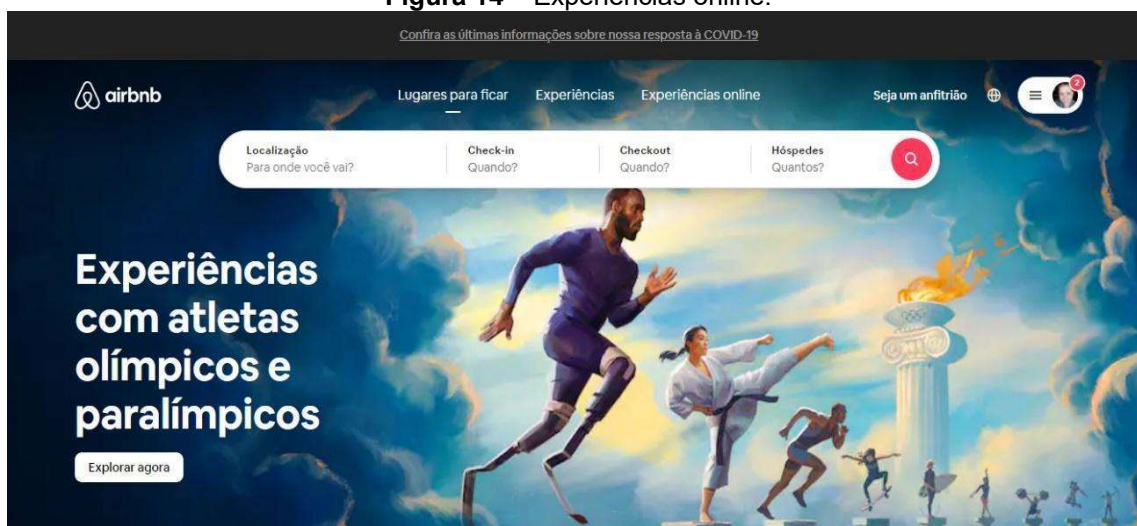 Figura 14 – Experiências online.
Confira as últimas informações sobre nossa resposta à COVID-19
airbnb
Lugares para ficar Experiências Experiências online
Seja um anfitrião
2
Localização Check-in Checkout Hóspedes
Para onde você vai? Quando? Quando? Quantos?
Experiências
com atletas
olímpicos e
paralímpicos
Explorar agora